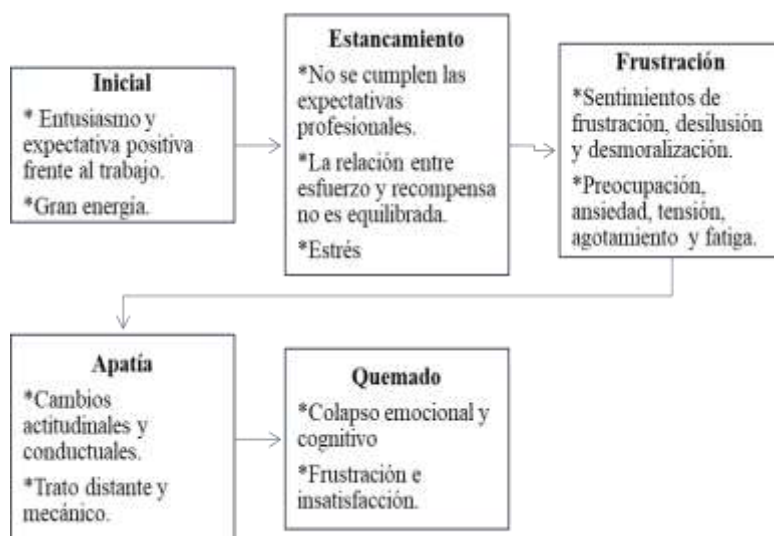 Inicial
* Entusiasmo y
expectativa positiva
frente al trabajo.
*Gran energía.
Estancamiento
*No se cumplen las
expectativas
profesionales.
*La relación entre
esfuerzo y recompensa
no es equilibrada.
*Estrés
Frustración
*Sentimientos de
frustración, desilusión
y desmoralización.
*Preocupación,
ansiedad, tensión,
agotamiento y fatiga.
Apatía
*Cambios
actitudinales y
conductuales.
*Trato distante y
mecánico.
Quemado
*Colapso emocional y
cognitivo
*Frustración e
insatisfacción.